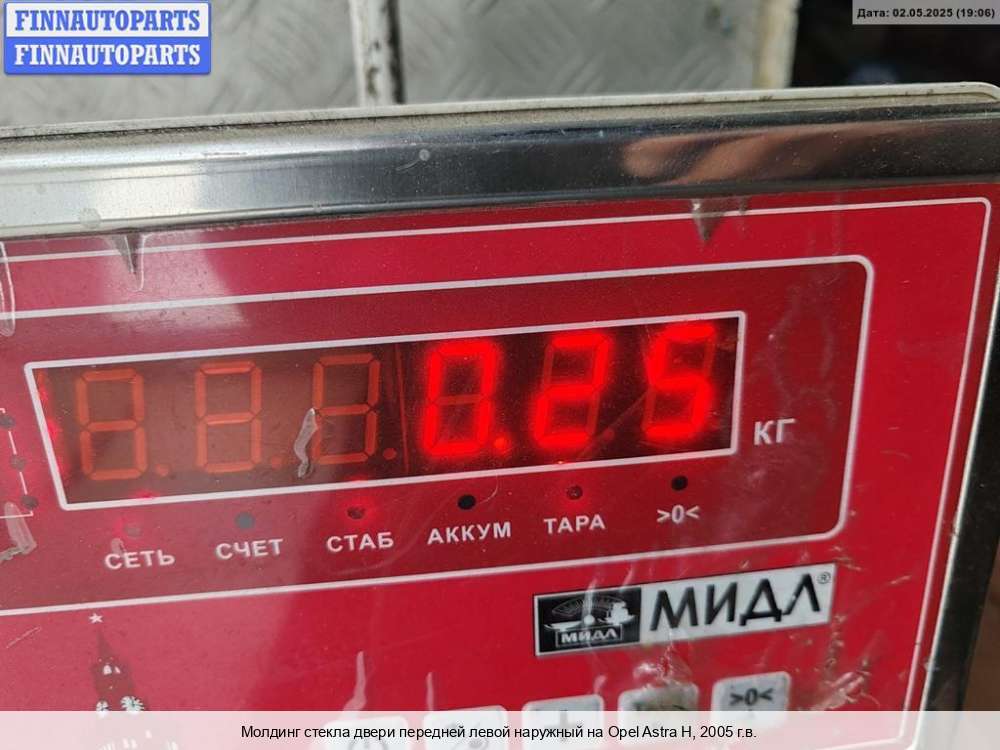 FINNAUTOPARTS
FINNAUTOPARTS
Дата: 02.05.2025 (19:06)
0.25
КГ
СЕТЬ СЧЕТ СТАБ АККУМ ТАРА >0<
МИДЛ МИДЛ®
>0<
Молдинг стекла двери передней левой наружный на Opel Astra H, 2005 г.в.